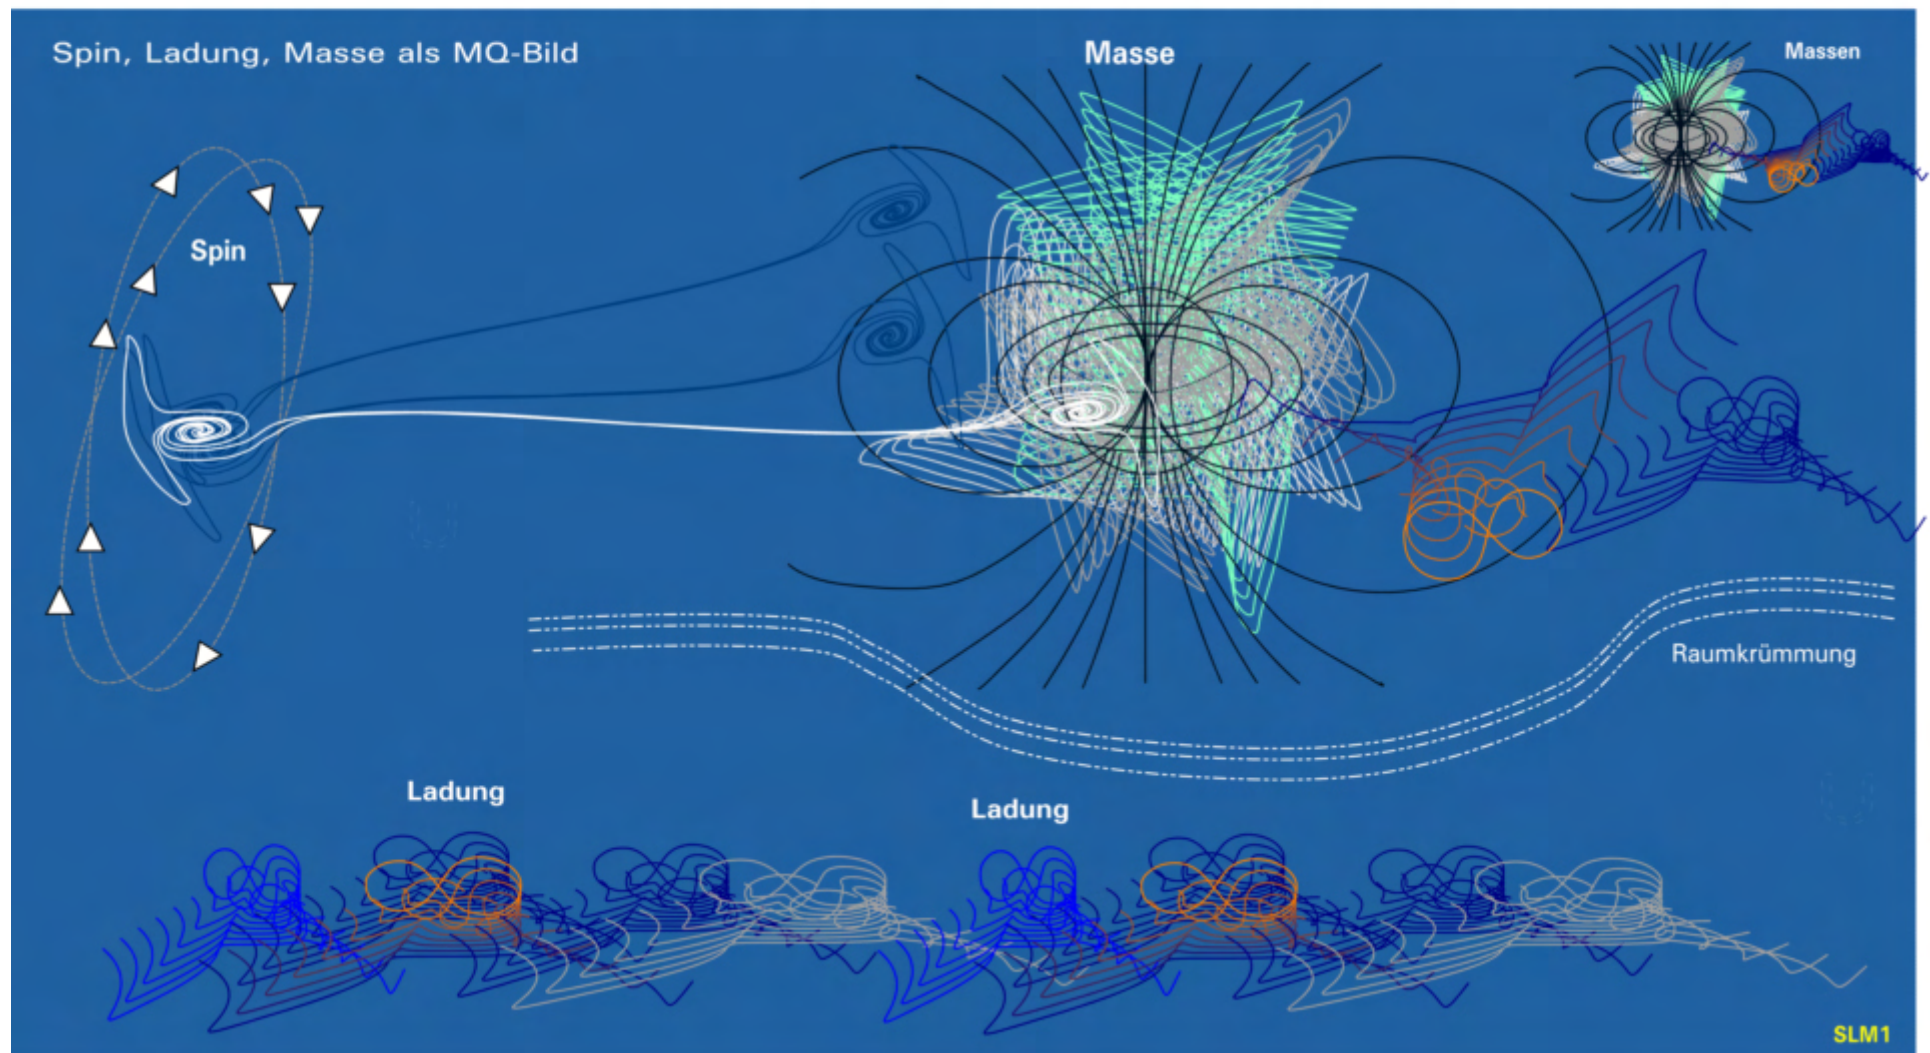 Spin, Ladung, Masse als MQ-Bild
Masse
Massen
Spin
Raumkrümmung
Ladung
Ladung
SLM1